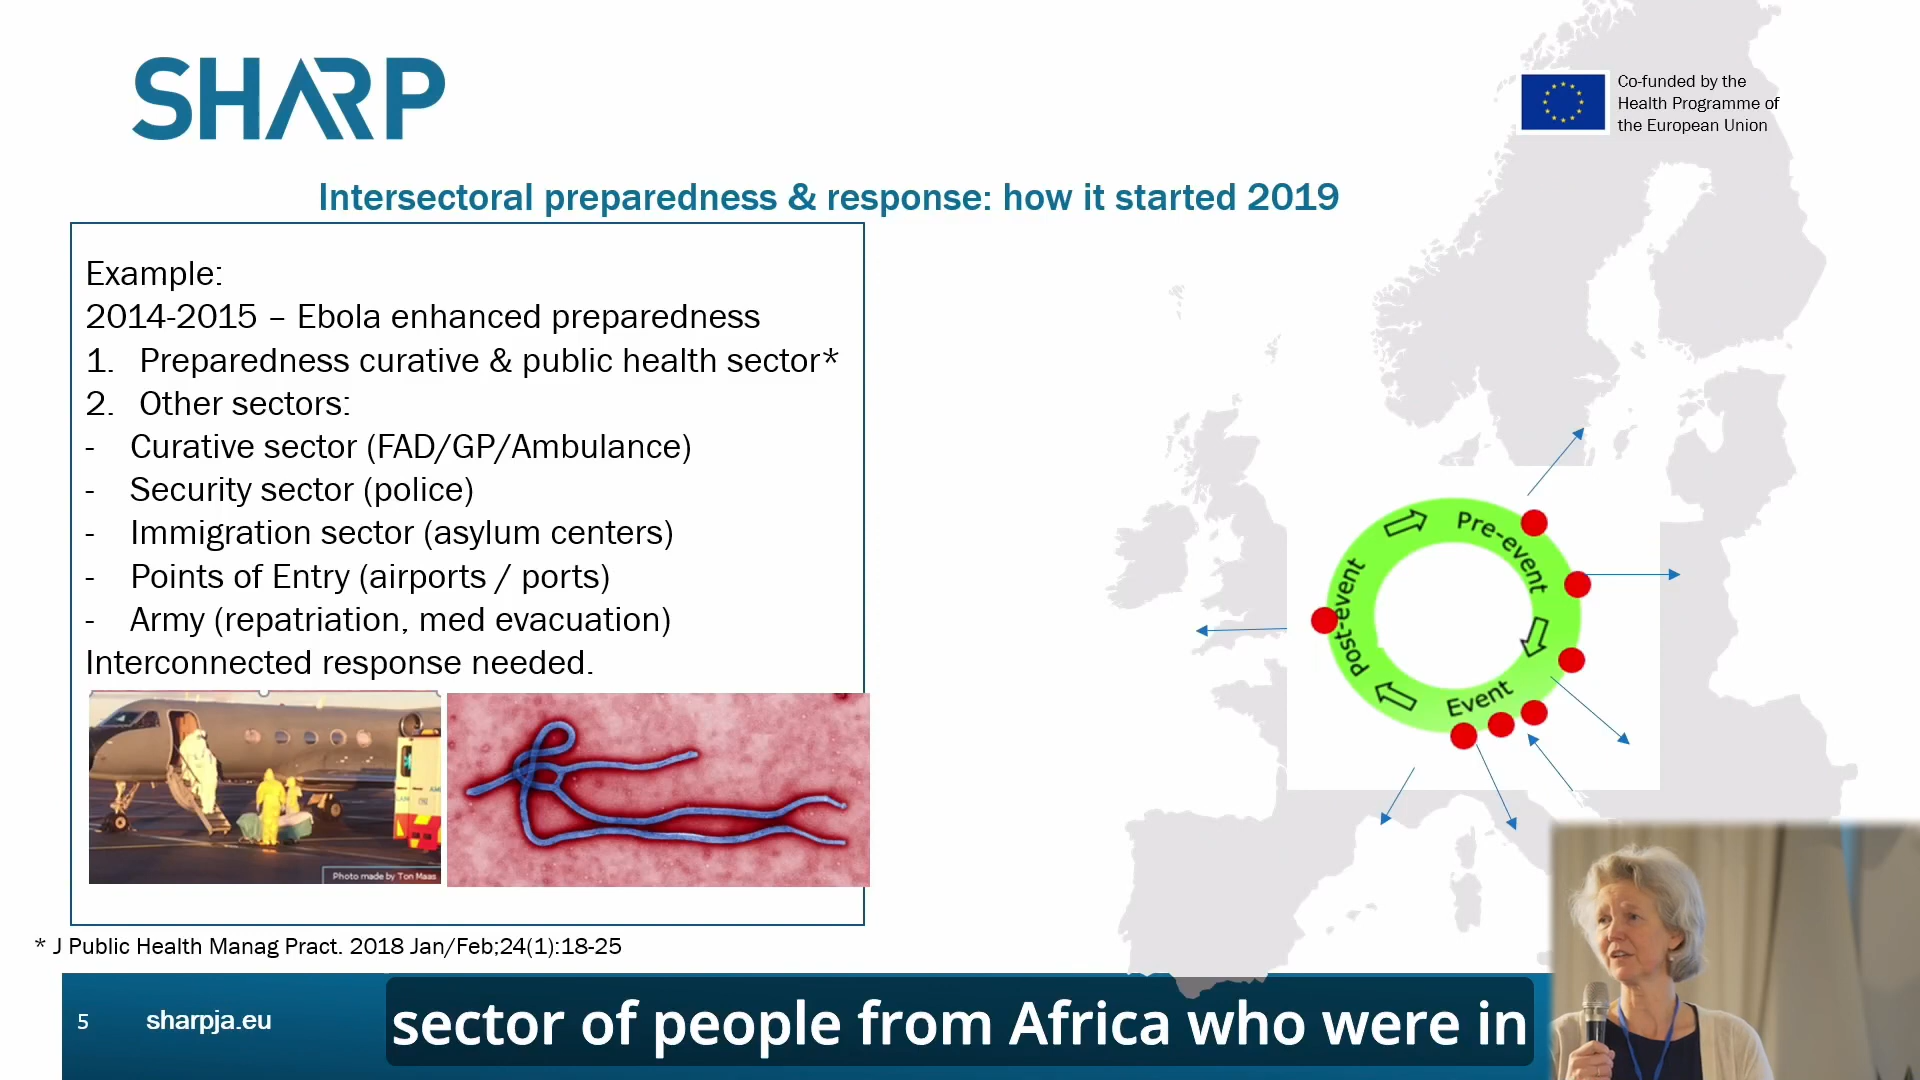 SHARP
Co-funded by the
Health Programme of
the European Union
Intersectoral preparedness & response: how it started 2019
Example:
2014-2015 – Ebola enhanced preparedness
1. Preparedness curative & public health sector*
2. Other sectors:
- Curative sector (FAD/GP/Ambulance)
- Security sector (police)
- Immigration sector (asylum centers)
- Points of Entry (airports / ports)
- Army (repatriation, med evacuation)
Interconnected response needed.
Photo made by Ton Maas
Pre-event
Event
Post-event
* J Public Health Manag Pract. 2018 Jan/Feb;24(1):18-25
5 sharpja.eu
sector of people from Africa who were in